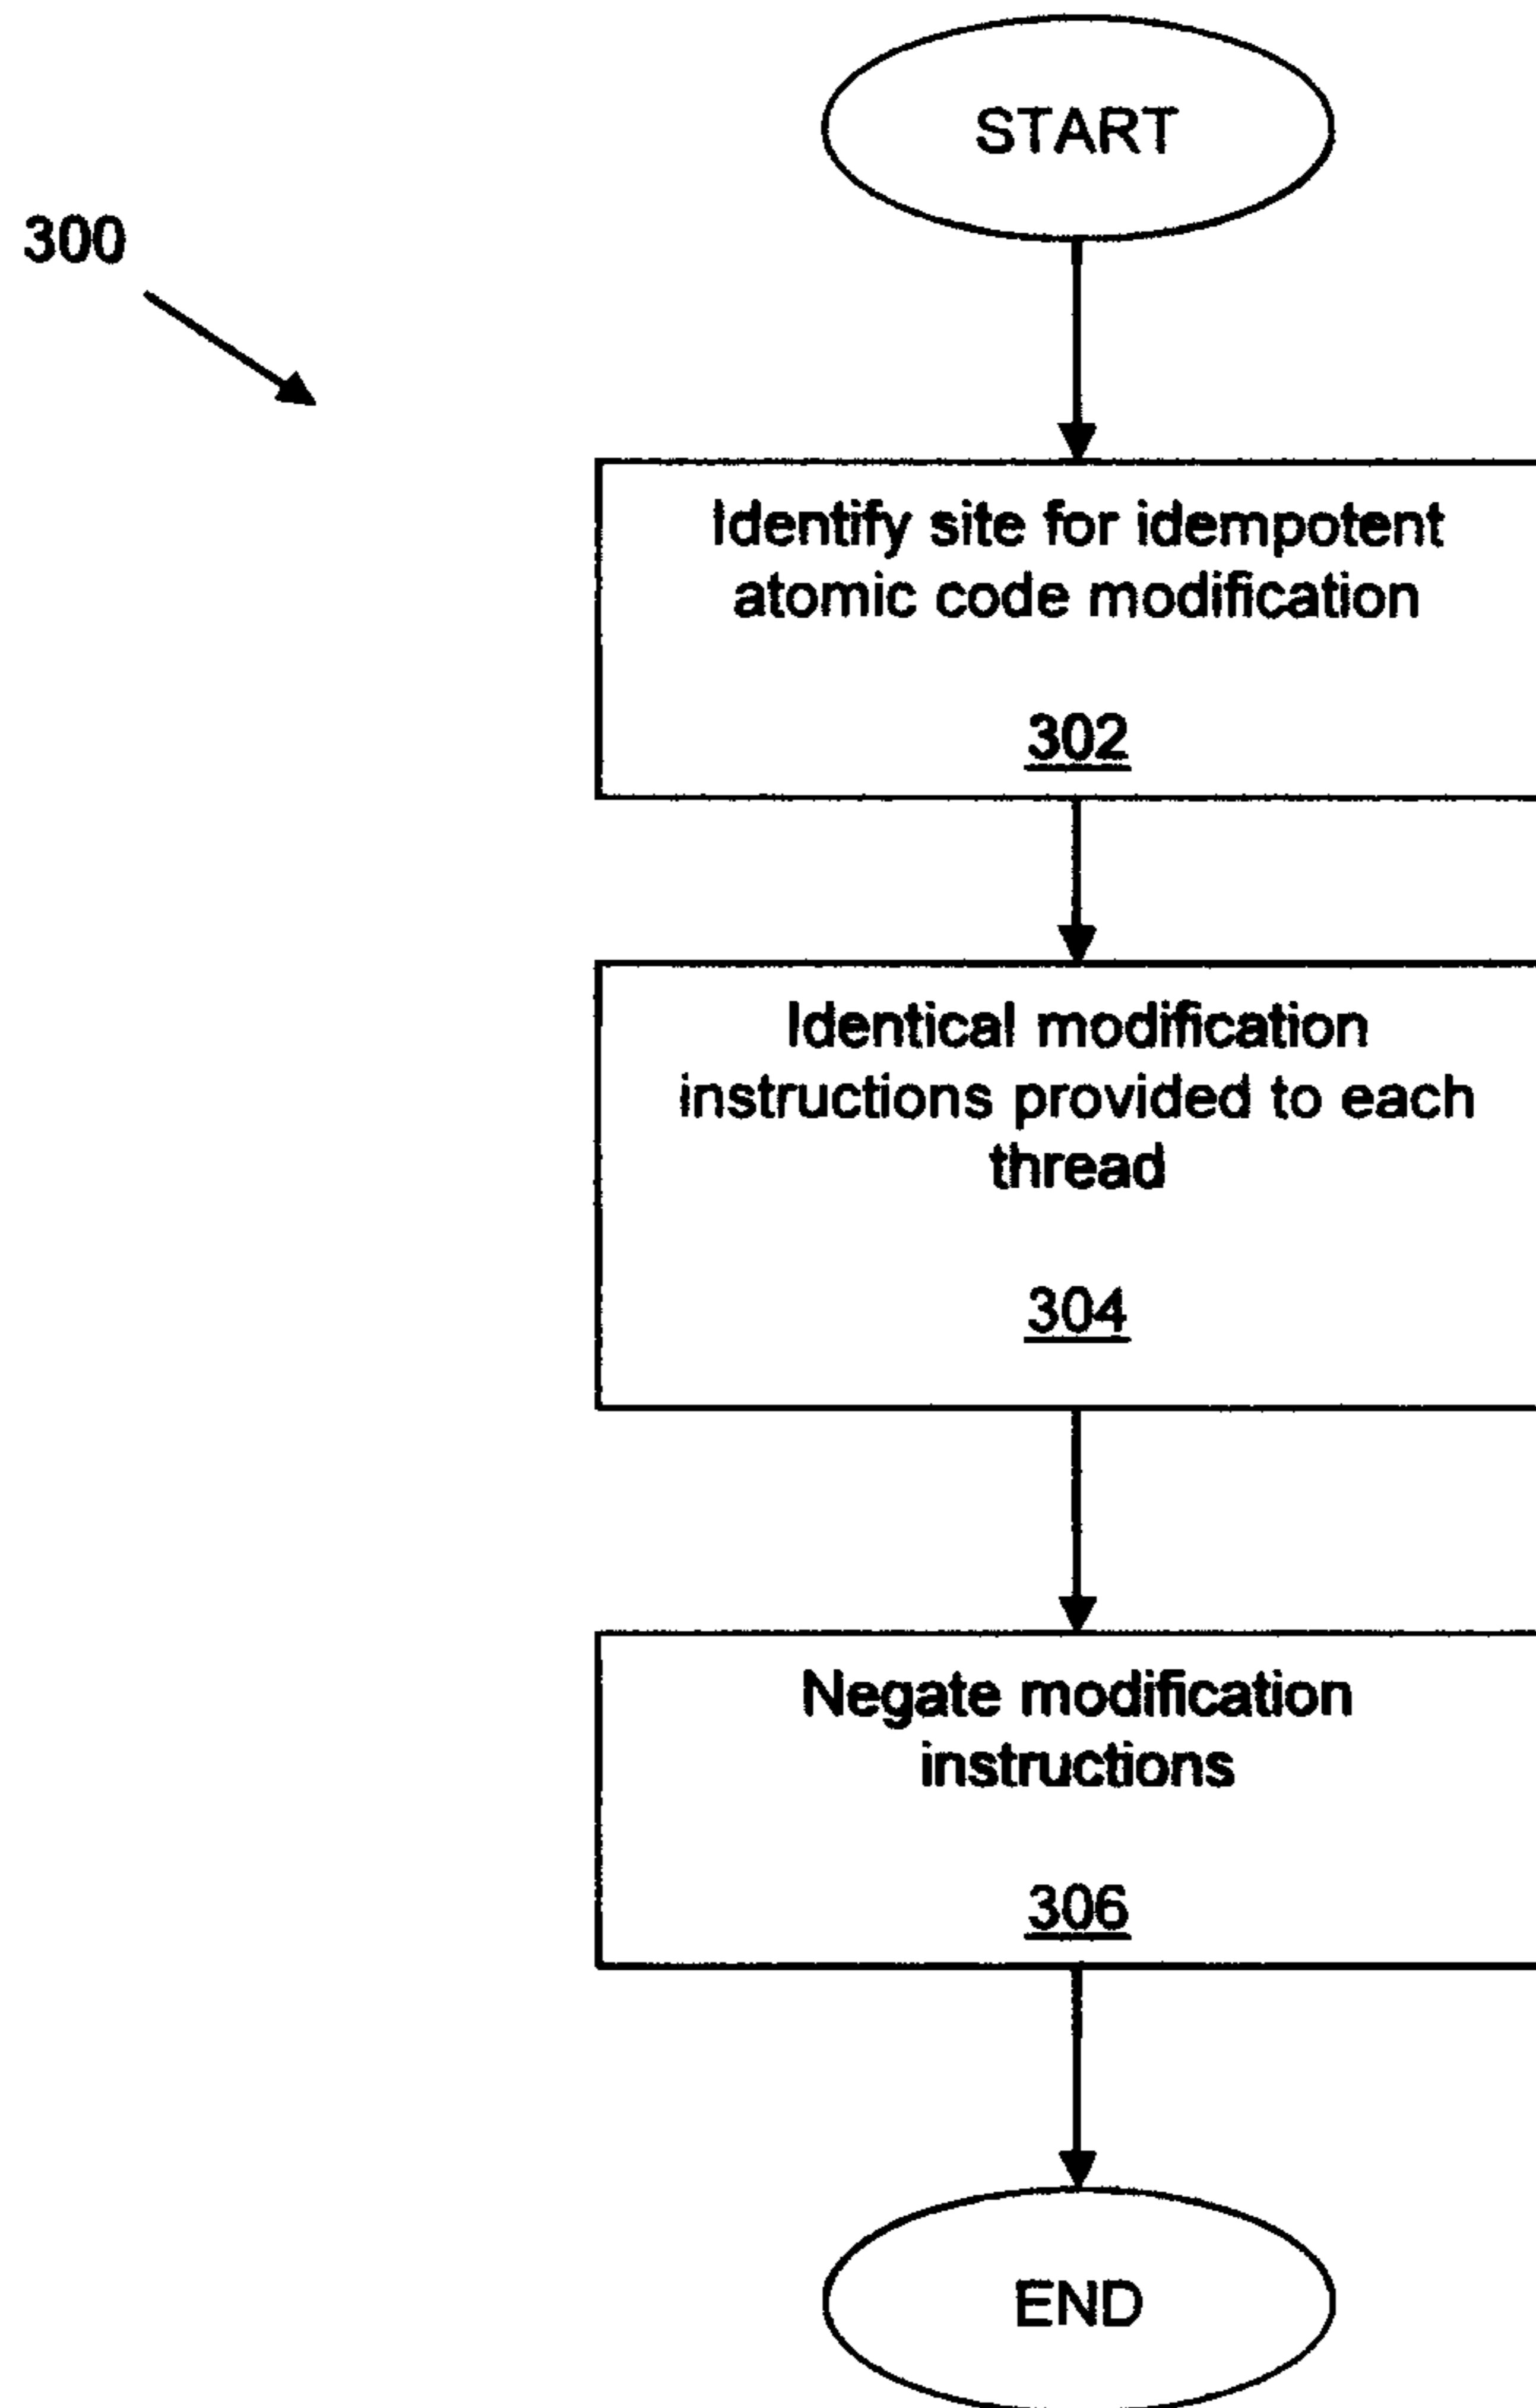 START
300
Identify site for idempotent
atomic code modification
302
Identical modification
instructions provided to each
thread
304
Negate modification
instructions
306
END